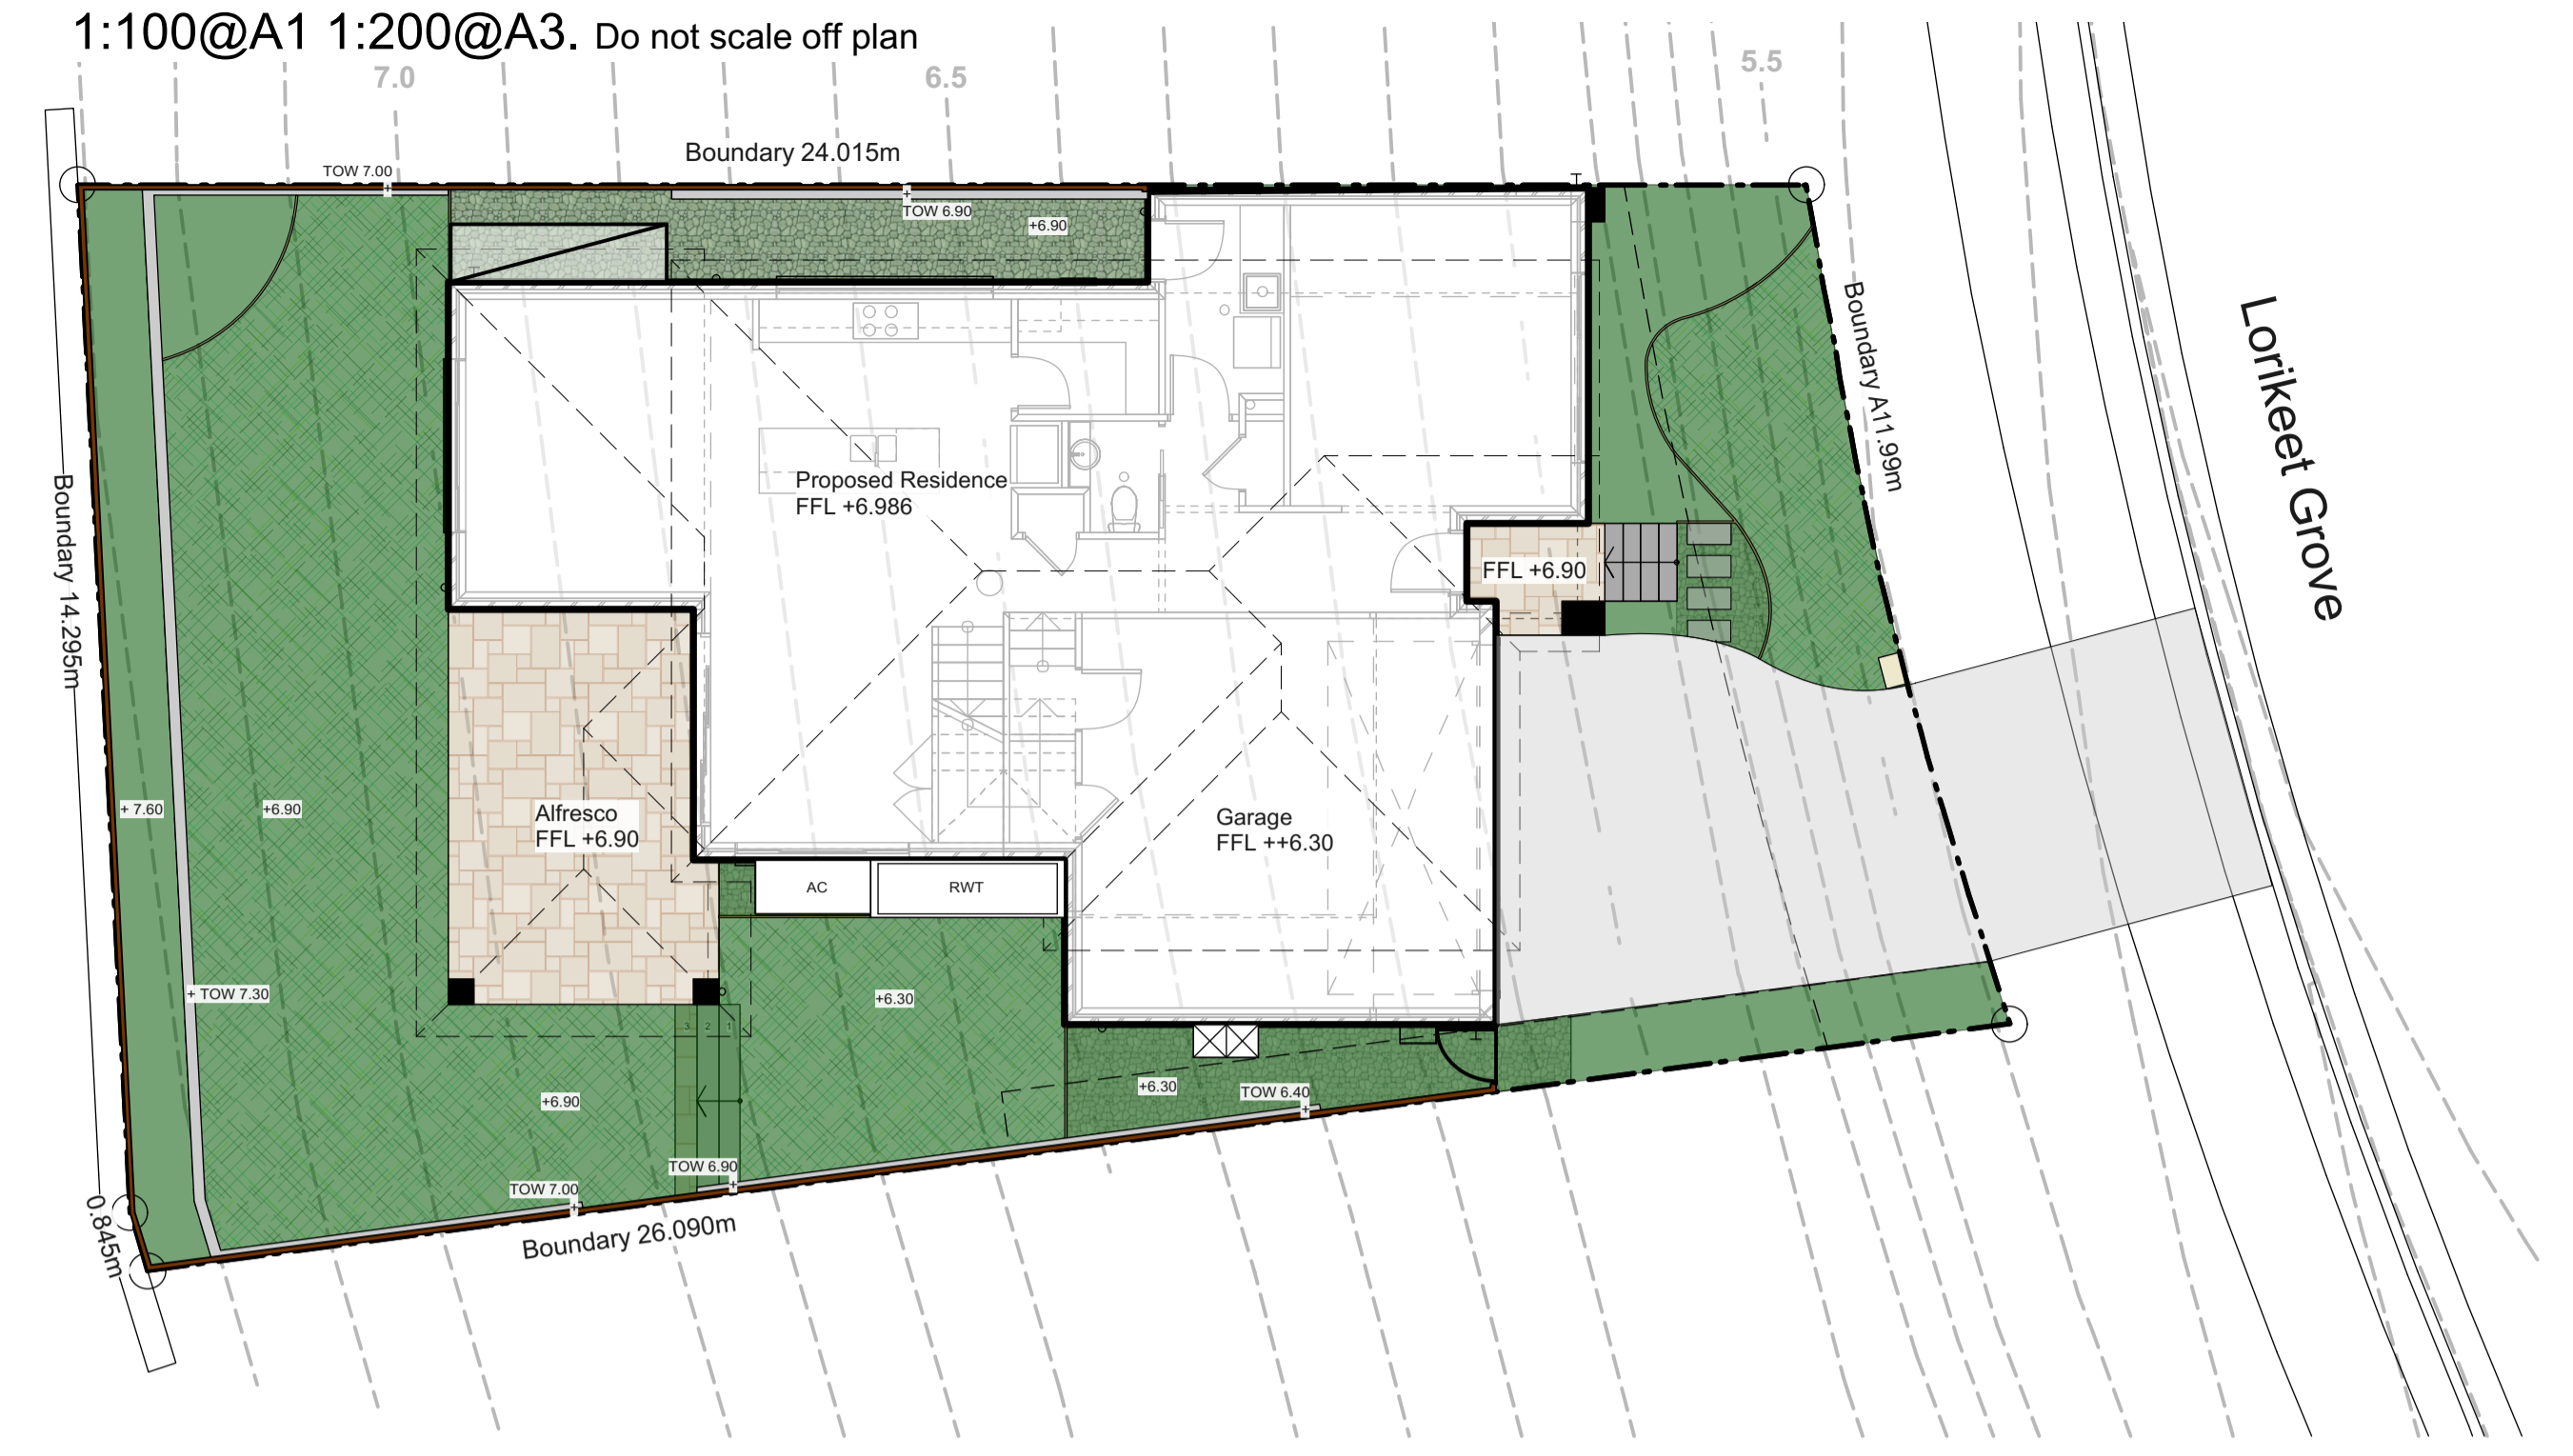 1:100@A1 1:200@A3. Do not scale off plan
7.0
6.5
5.5
Boundary 24.015m
TOW 7.00
TOW 6.90
+6.90
Boundary A11.99m
Lorikeet Grove
Boundary 14.295m
Proposed Residence
FFL +6.986
FFL +6.90
+ 7.60
+6.90
Alfresco
FFL +6.90
Garage
FFL ++6.30
AC
RWT
+ TOW 7.30
+6.30
3 2 1
+6.90
+6.30
TOW 6.40
TOW 6.90
TOW 7.00
Boundary 26.090m
0.845m